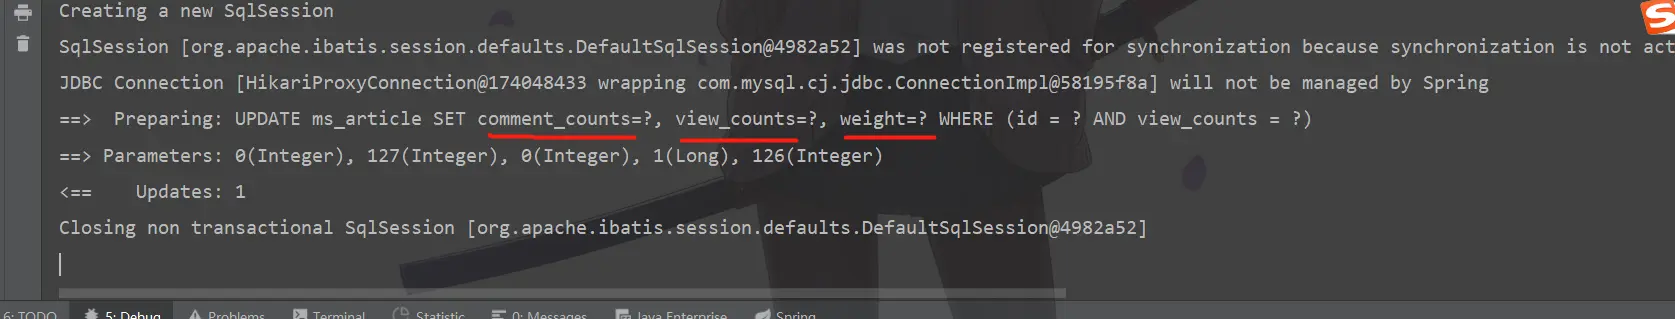 Creating a new SqlSession
SqlSession [org.apache.ibatis.session.defaults.DefaultSqlSession@4982a52] was not registered for synchronization because synchronization is not act
JDBC Connection [HikariProxyConnection@174048433 wrapping com.mysql.cj.jdbc.ConnectionImpl@58195f8a] will not be managed by Spring
==>  Preparing: UPDATE ms_article SET comment_counts=?, view_counts=?, weight=? WHERE (id = ? AND view_counts = ?)
==> Parameters: 0(Integer), 127(Integer), 0(Integer), 1(Long), 126(Integer)
<==    Updates: 1
Closing non transactional SqlSession [org.apache.ibatis.session.defaults.DefaultSqlSession@4982a52]
6: TODO 5: Debug Problems Terminal Statistic 0: Messages Java Enterprise Spring